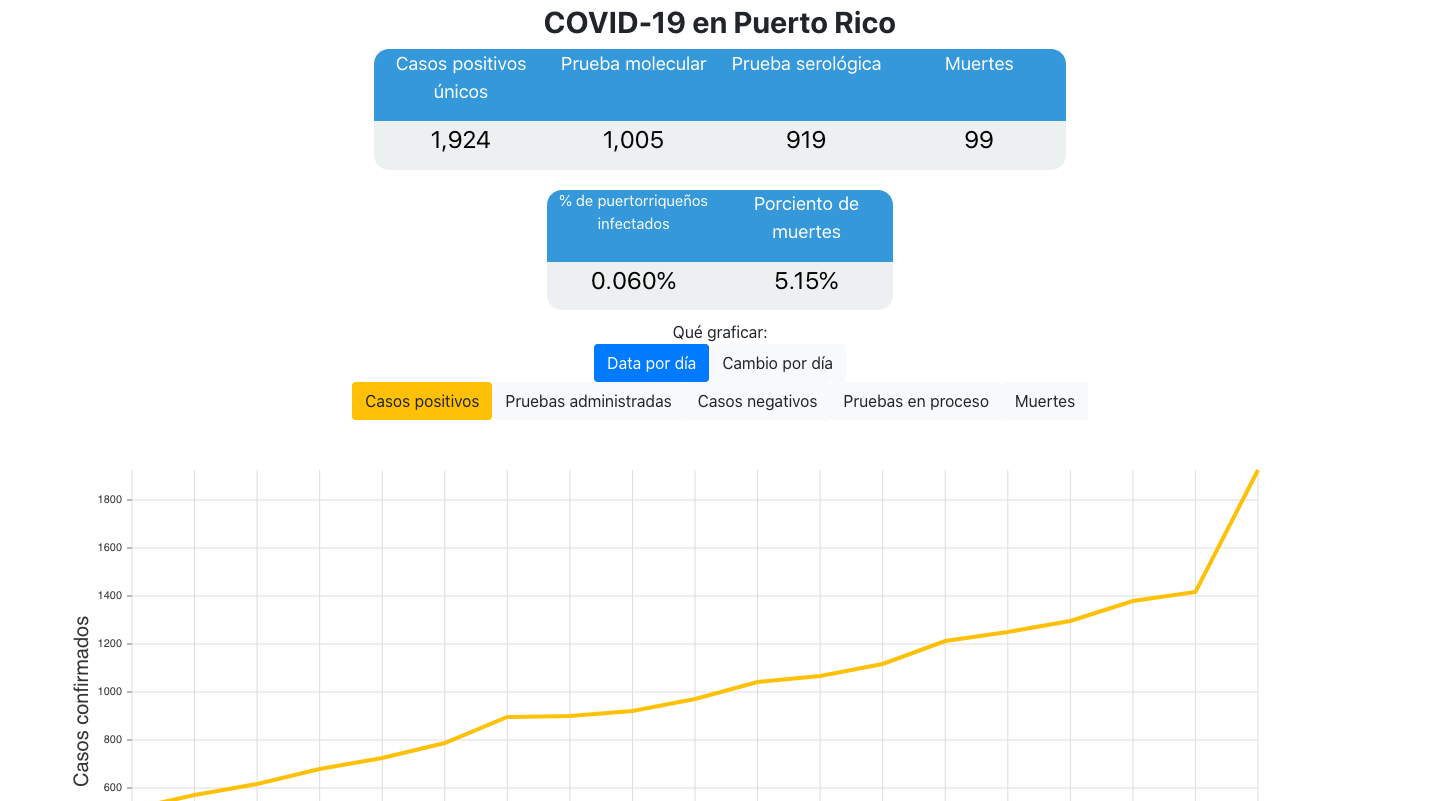 COVID-19 en Puerto Rico
Casos positivos
únicos
Prueba molecular
Prueba serológica
Muertes
1,924
1,005
919
99
% de puertorriqueños
infectados
Porciento de
muertes
0.060%
5.15%
Qué graficar:
Data por día
Cambio por día
Casos positivos
Pruebas administradas
Casos negativos
Pruebas en proceso
Muertes
Casos confirmados
1800
1600
1400
1200
1000
800
600